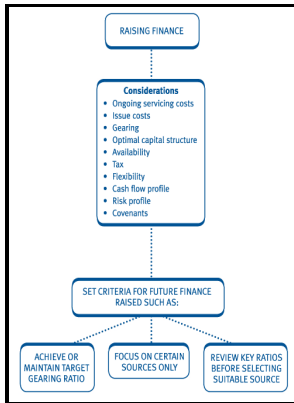 RAISING FINANCE
Considerations
• Ongoing servicing costs
• Issue costs
• Gearing
• Optimal capital structure
• Availability
• Tax
• Flexibility
• Cash flow profile
• Risk profile
• Covenants
SET CRITERIA FOR FUTURE FINANCE
RAISED SUCH AS:
ACHIEVE OR
MAINTAIN TARGET
GEARING RATIO
FOCUS ON CERTAIN
SOURCES ONLY
REVIEW KEY RATIOS
BEFORE SELECTING
SUITABLE SOURCE